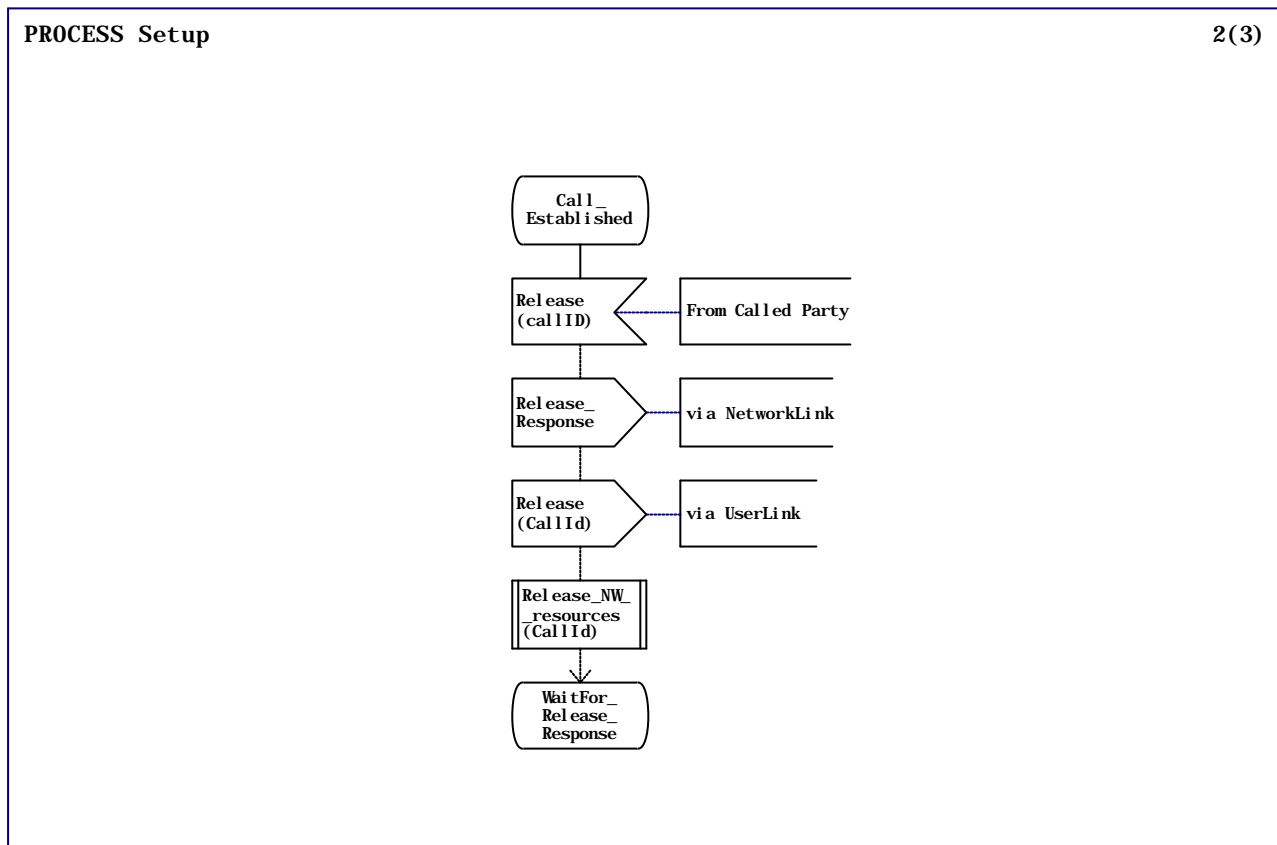 PROCESS Setup
2(3)
Call_
Established
Release
(callID)
From Called Party
Release_
Response
via NetworkLink
Release
(CallId)
via UserLink
Release_NW_
_resources
(CallId)
WaitFor_
Release_
Response